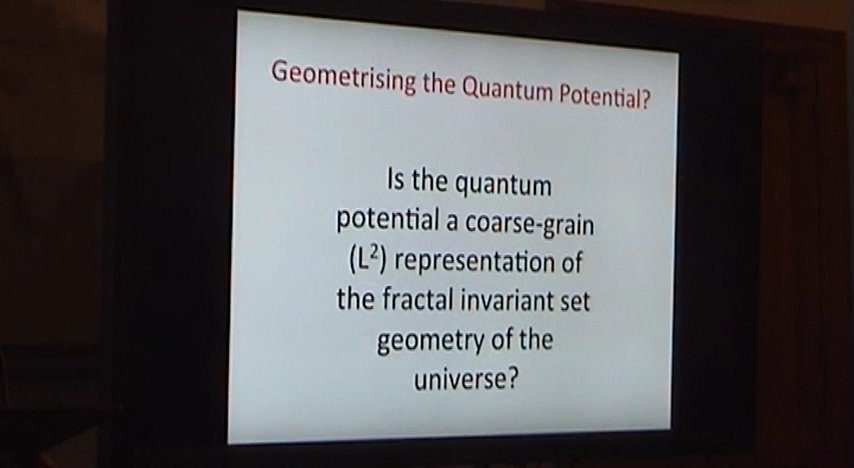 Geometrising the Quantum Potential?
Is the quantum
potential a coarse-grain
(L²) representation of
the fractal invariant set
geometry of the
universe?